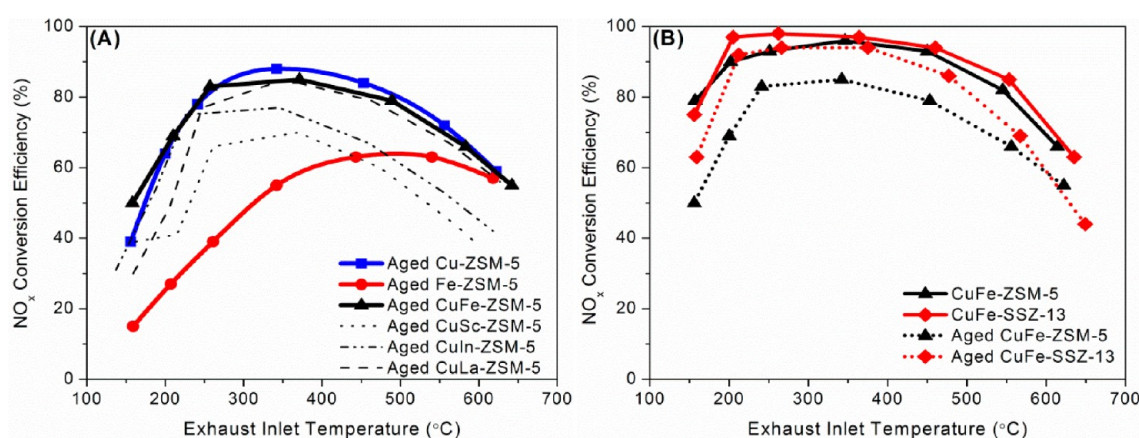 (A)
NOx Conversion Efficiency (%)
100
80
60
40
20
0
Aged Cu-ZSM-5
Aged Fe-ZSM-5
Aged CuFe-ZSM-5
Aged CuSc-ZSM-5
Aged CuIn-ZSM-5
Aged CuLa-ZSM-5
100 200 300 400 500 600 700
Exhaust Inlet Temperature (°C)
(B)
NOx Conversion Efficiency (%)
100
80
60
40
20
0
CuFe-ZSM-5
CuFe-SSZ-13
Aged CuFe-ZSM-5
Aged CuFe-SSZ-13
100 200 300 400 500 600 700
Exhaust Inlet Temperature (°C)